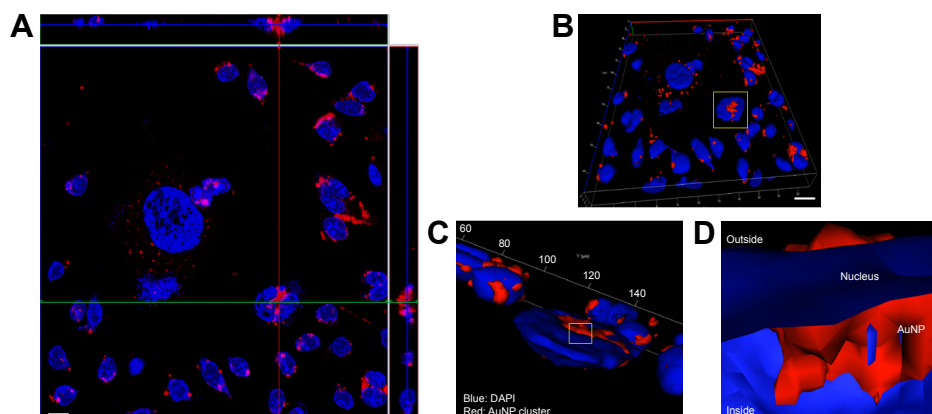 A
B
C
60
80
100
120
140
Blue: DAPI
Red: AuNP cluster
D
Outside
Nucleus
AuNP
Inside